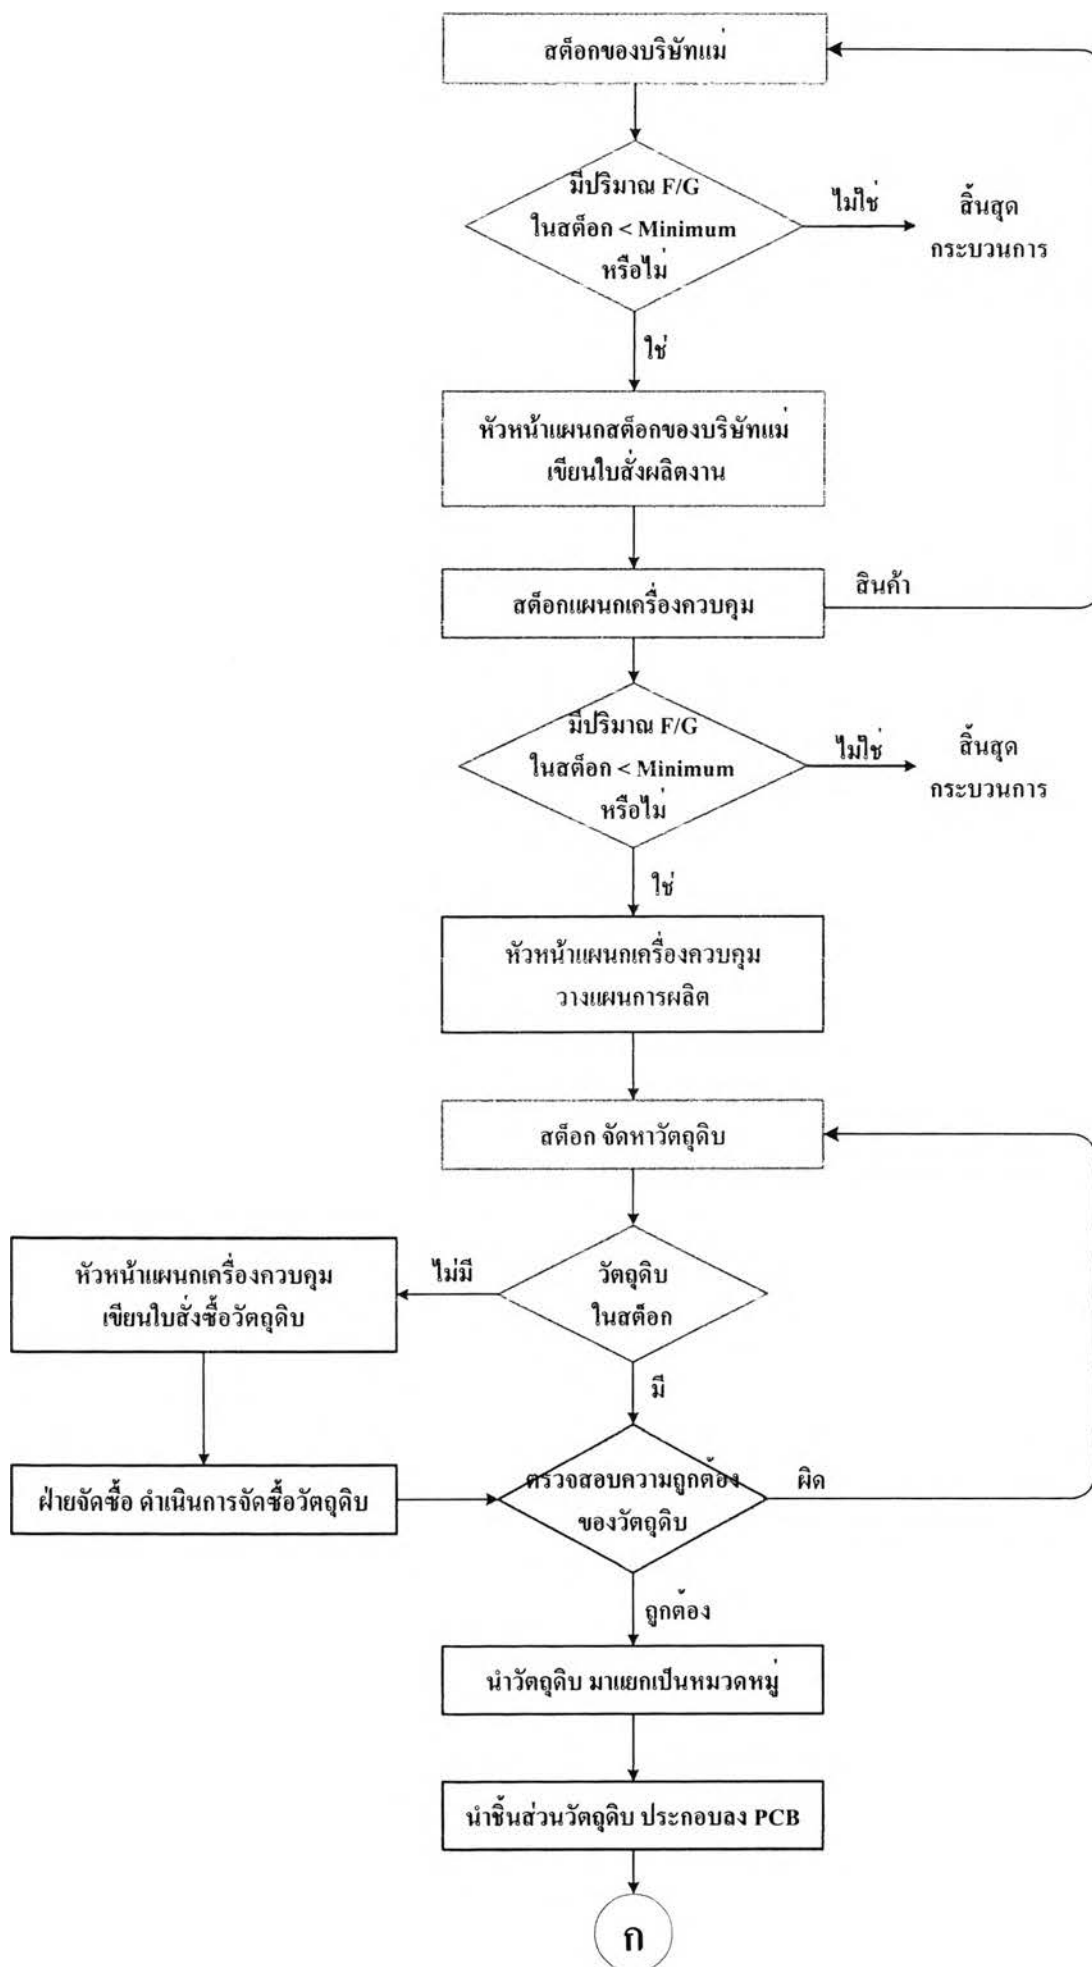 สต็อกของบริษัทแม่
มีปริมาณ F/G
ในสต็อก < Minimum
หรือไม่
ไม่ใช่
สิ้นสุด
กระบวนการ
ใช่
หัวหน้าแผนกสต็อกของบริษัทแม่
เขียนใบสั่งผลิตงาน
สต็อกแผนกเครื่องควบคุม
สินค้า
มีปริมาณ F/G
ในสต็อก < Minimum
หรือไม่
ไม่ใช่
สิ้นสุด
กระบวนการ
ใช่
หัวหน้าแผนกเครื่องควบคุม
วางแผนการผลิต
สต็อก จัดหาวัตถุดิบ
วัตถุดิบ
ในสต็อก
ไม่มี
หัวหน้าแผนกเครื่องควบคุม
เขียนใบสั่งซื้อวัตถุดิบ
มี
ฝ่ายจัดซื้อ ดำเนินการจัดซื้อวัตถุดิบ
ตรวจสอบความถูกต้อง
ของวัตถุดิบ
ผิด
ถูกต้อง
นำวัตถุดิบ มาแยกเป็นหมวดหมู่
นำชิ้นส่วนวัตถุดิบ ประกอบลง PCB
ก